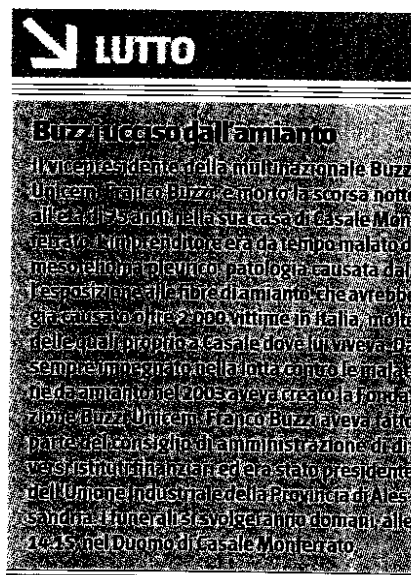 LUTTO
Buzzi ucciso dall'amianto
Il vicepresidente della multinazionale Buzz
Unicem, Franco Buzzi, è morto la scorsa notte
all'età di 75 anni nella sua casa di Casale Mon
ferrato. L'imprenditore era da tempo malato d
mesotelioma pleurico, patologia causata dal
l'esposizione alle fibre di amianto, che avrebb
già causato oltre 2.000 vittime in Italia, molt
delle quali proprio a Casale dove lui viveva. Da
sempre impegnato nella lotta contro le malat
tie da amianto nel 2003 aveva creato la Fonda
zione Buzzi Unicem. Franco Buzzi aveva fatto
parte del consiglio di amministrazione di di
versi istituti finanziari ed era stato presidente
dell'Unione Industriale della Provincia di Ales
sandria. I funerali si svolgeranno domani, alle
14.15, nel Duomo di Casale Monferrato.